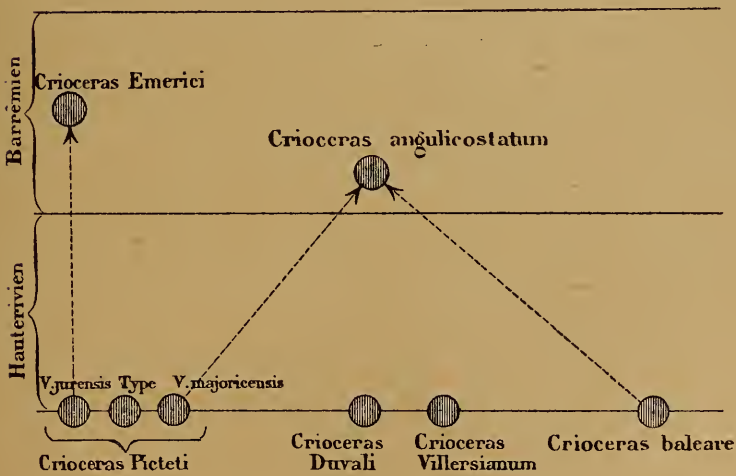 Barrêmien
Crioceras Emerici
Crioceras angulicostatum
Hauterivien
V. jurensis Type V. majoricensis
Crioceras Picteti
Crioceras
Duvali
Crioceras
Villersianum
Crioceras baleare